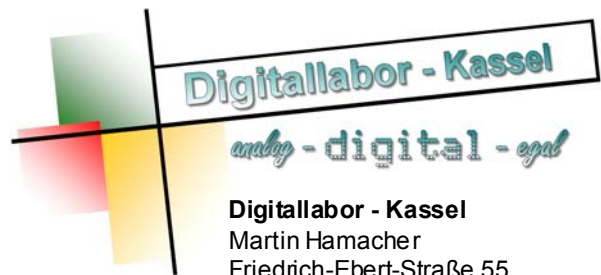 Digitallabor - Kassel
analog - digital - egal
Digitallabor - Kassel
Martin Hamacher
Friedrich-Ebert-Straße 55